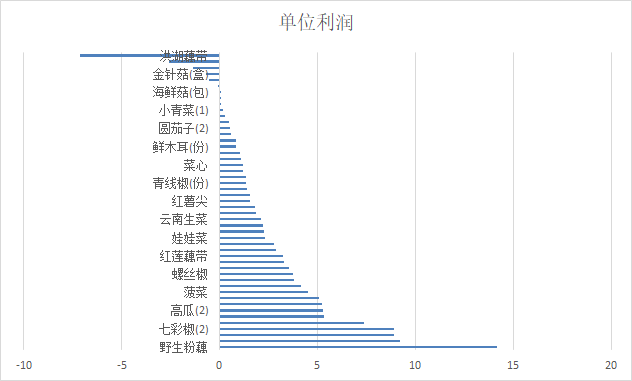 单位利润
洪湖藕带
金针菇(盒)
海鲜菇(包)
小青菜(1)
圆茄子(2)
鲜木耳(份)
菜心
青线椒(份)
红薯尖
云南生菜
娃娃菜
红莲藕带
螺丝椒
菠菜
高瓜(2)
七彩椒(2)
野生粉藕
-10 -5 0 5 10 15 20